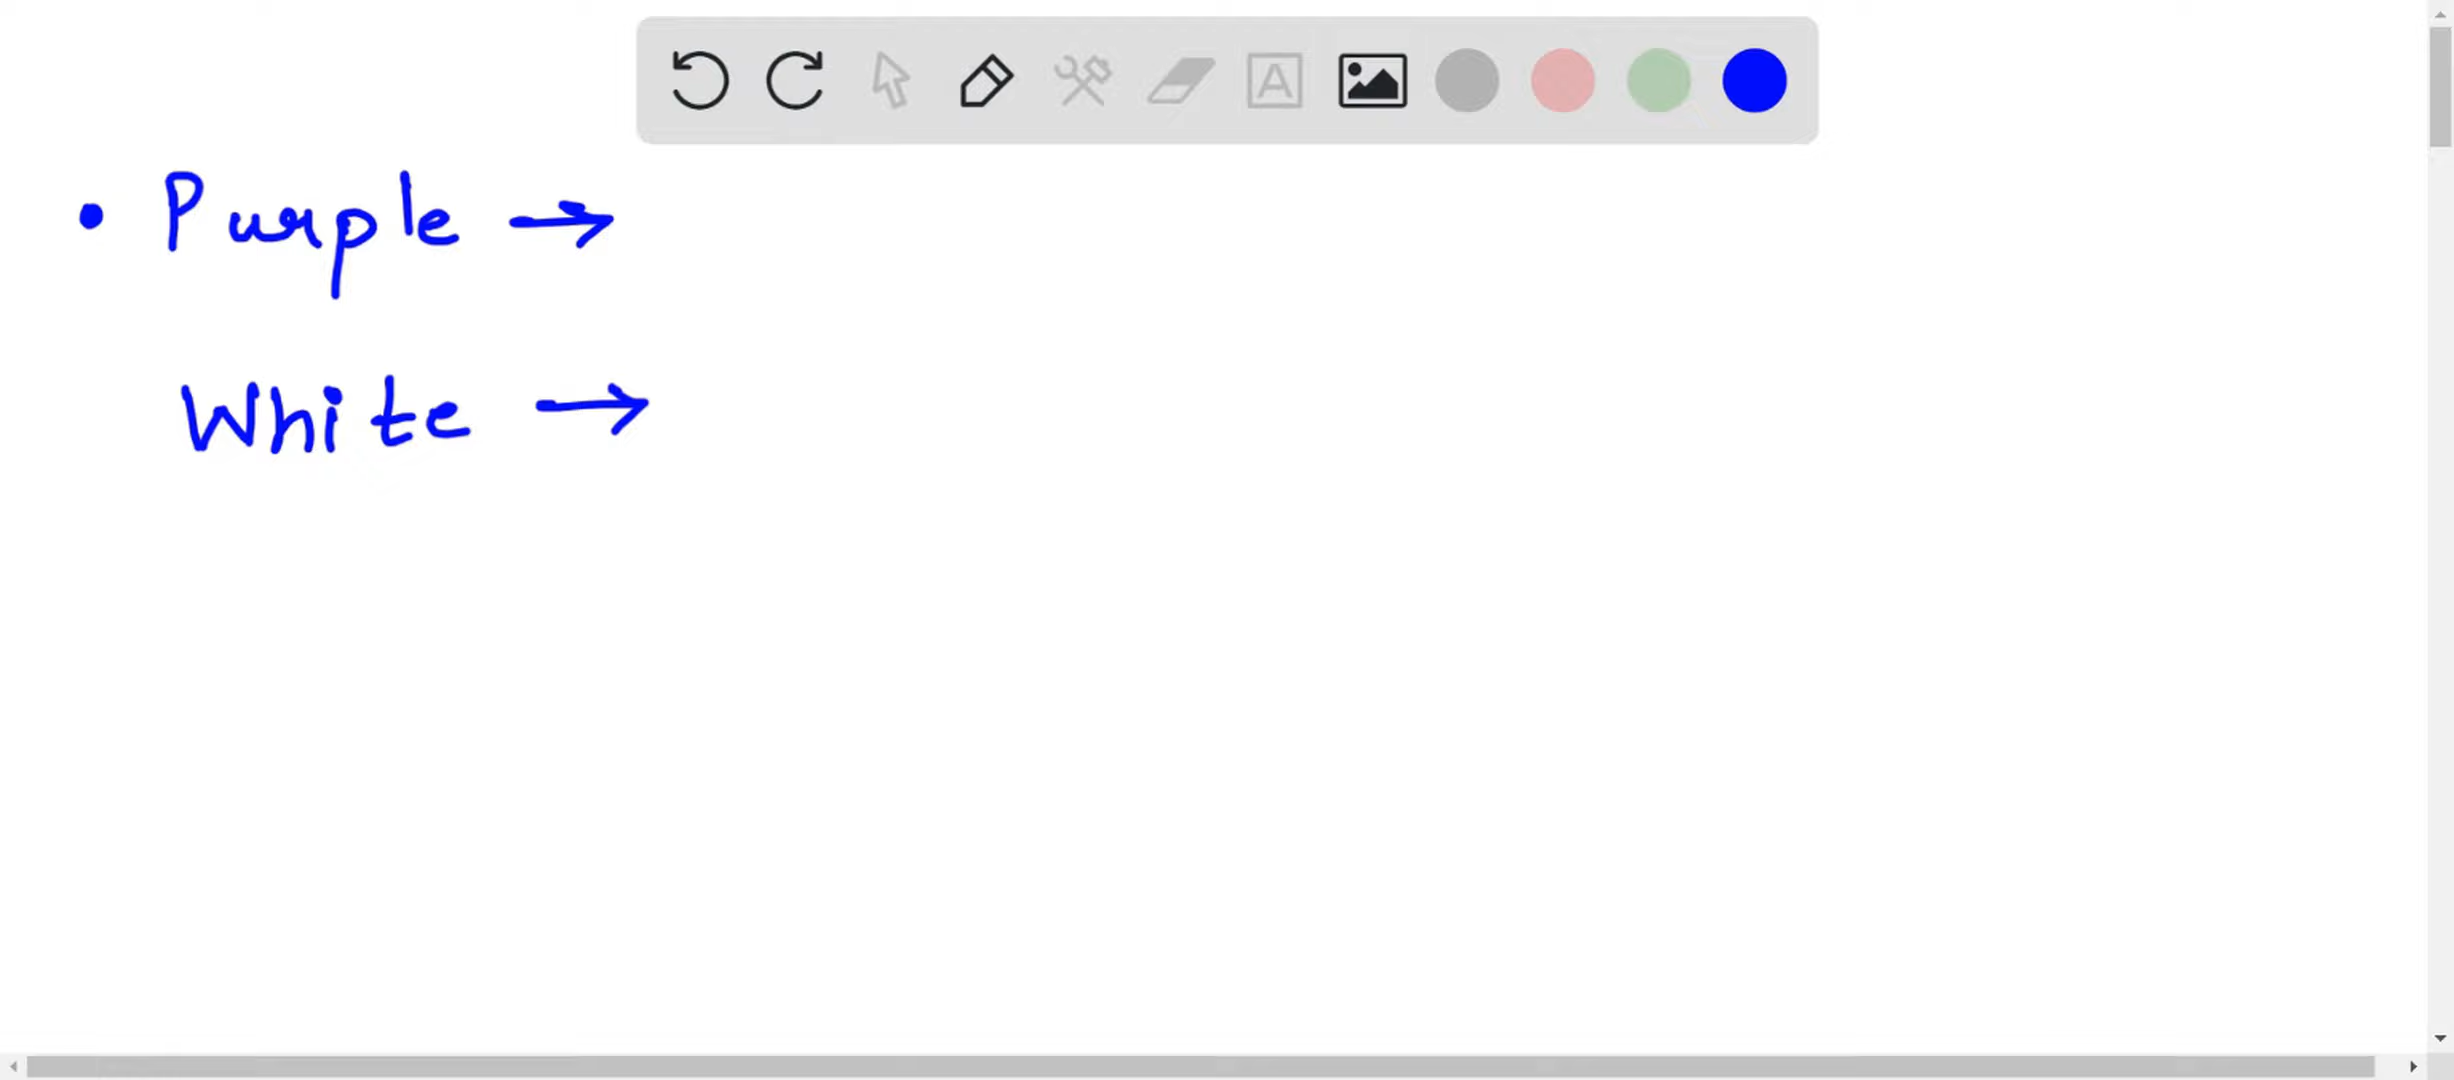 A
• Purple →
White →